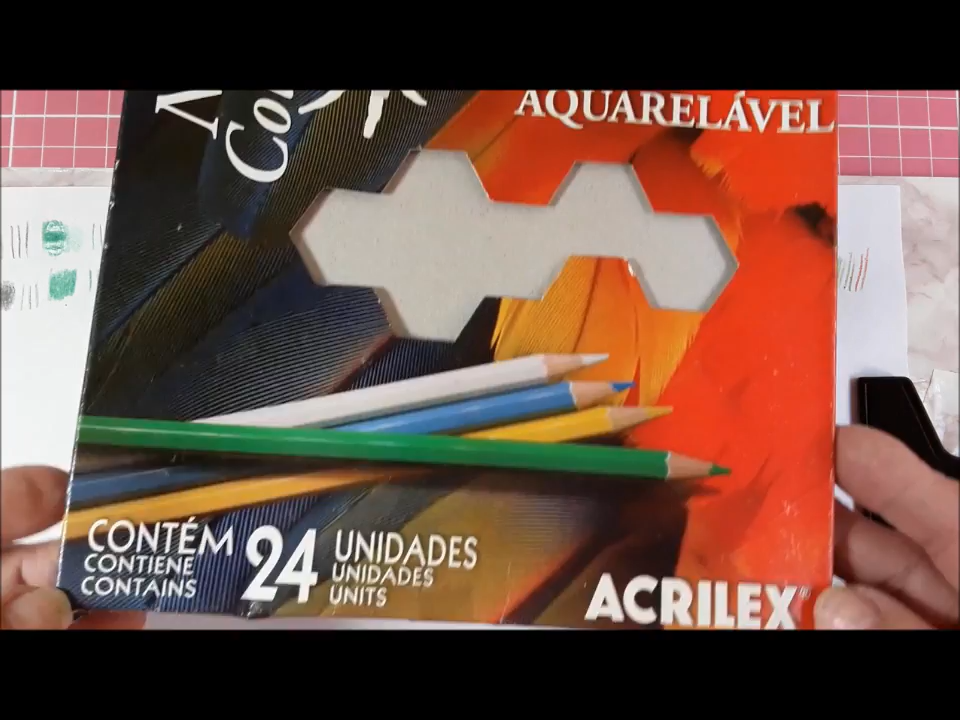 AQUARELÁVEL
CONTÉM 24 UNIDADES
CONTIENE UNIDADES
CONTAINS UNITS
ACRILEX®